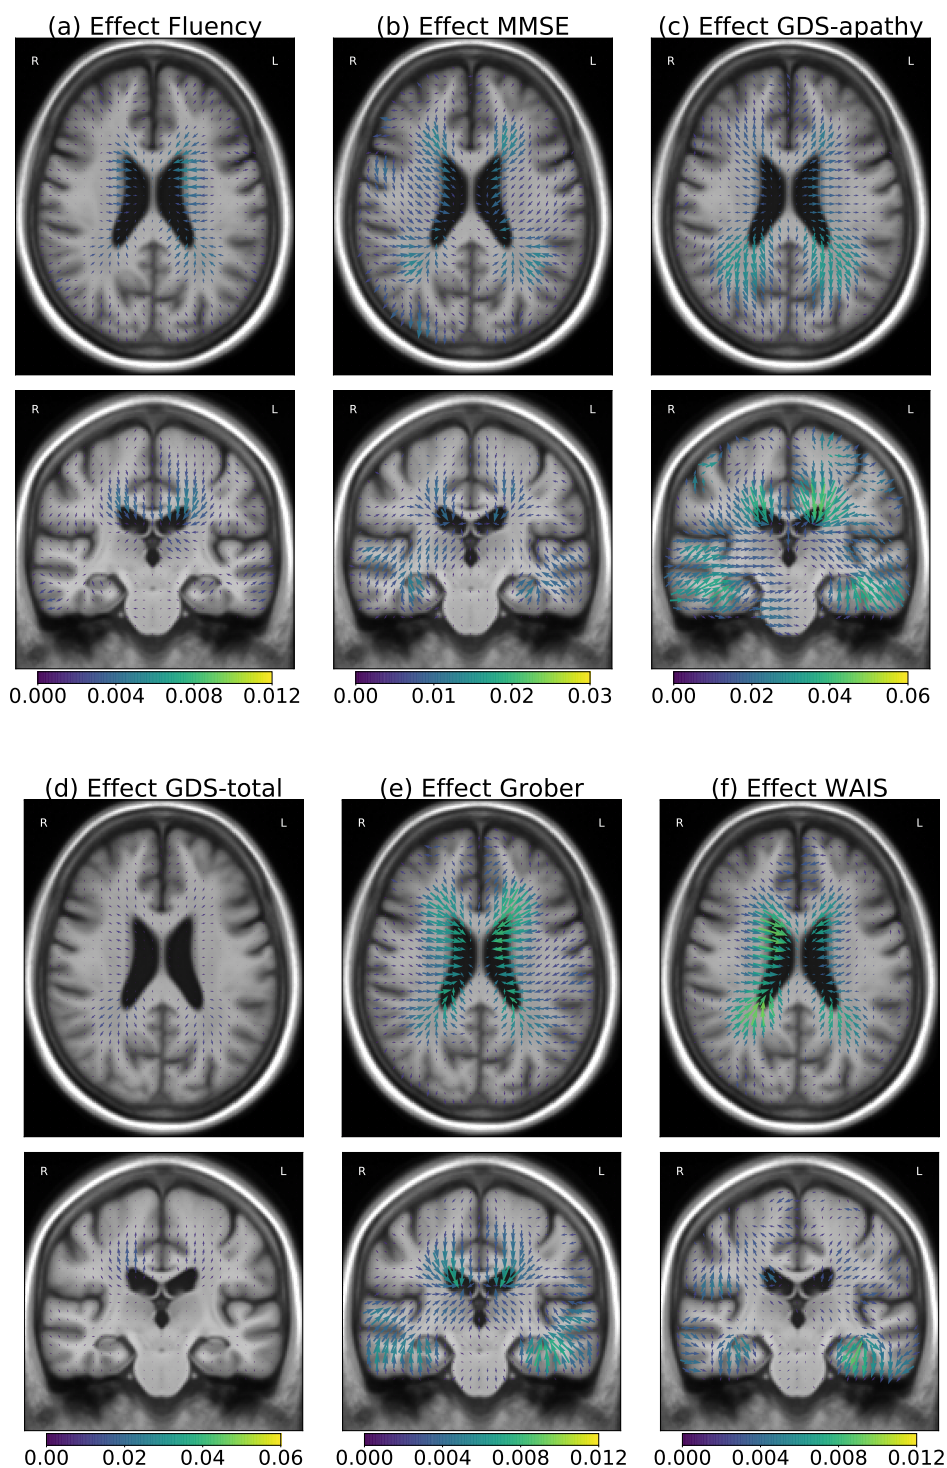 (a) Effect Fluency (b) Effect MMSE (c) Effect GDS-apathy
R L R L R L
R L R L R L
0.000 0.004 0.008 0.012 0.00 0.01 0.02 0.03 0.00 0.02 0.04 0.06
(d) Effect GDS-total (e) Effect Grober (f) Effect WAIS
R L R L R L
R L R L R L
0.00 0.02 0.04 0.06 0.000 0.004 0.008 0.012 0.000 0.004 0.008 0.012